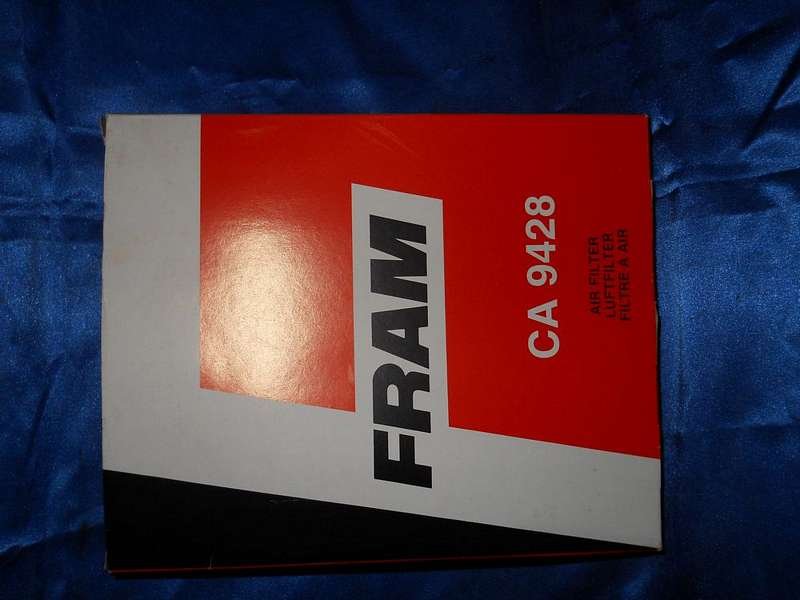 FRAM
CA 9428
AIR FILTER
LUFTFILTER
FILTRE A AIR